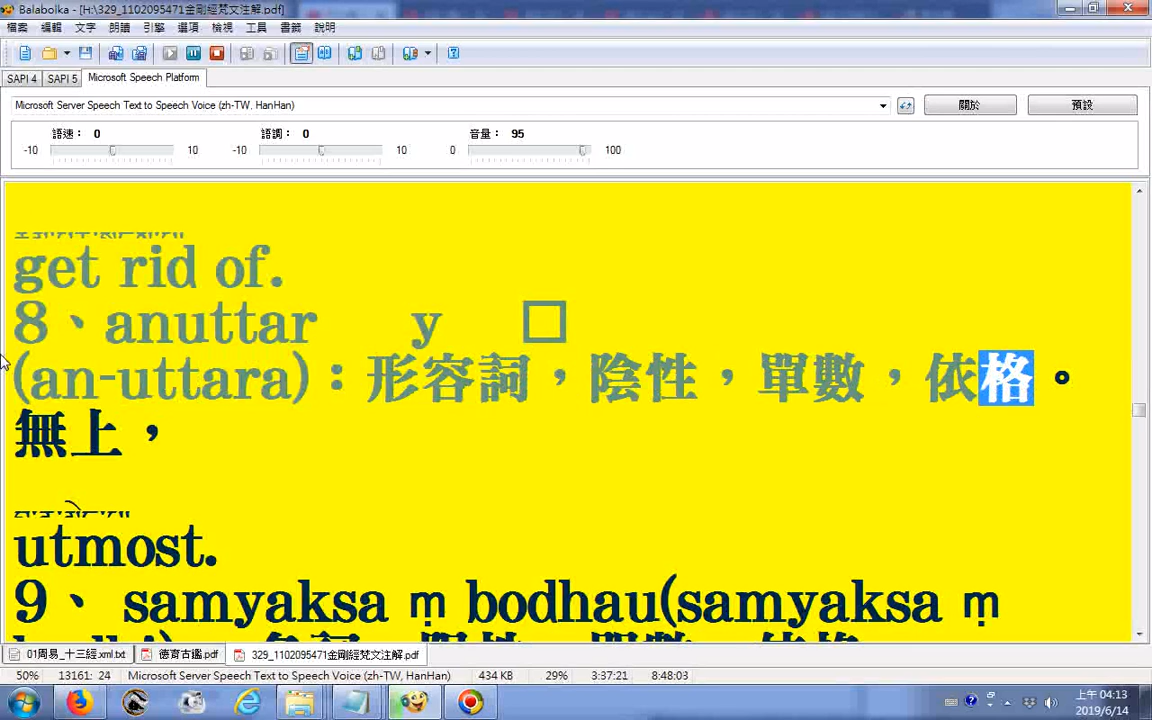 Balabolka - [H:\329_1102095471金剛經梵文注解.pdf]
檔案 編輯 文字 朗讀 引擎 選項 檢視 工具 書籤 說明
SAPI 4 SAPI 5 Microsoft Speech Platform
Microsoft Server Speech Text to Speech Voice (zh-TW, HanHan) 關於 預設
語速： 0 語調： 0 音量： 95
-10 10 -10 10 0 100
get rid of.
8、anuttar y □
(an-uttara)：形容詞，陰性，單數，依格。
無上，
utmost.
9、 samyaksa ṃ bodhau(samyaksa ṃ
01周易_十三經.xml.txt 德育古鑑.pdf 329_1102095471金剛經梵文注解.pdf
50% 13161: 24 Microsoft Server Speech Text to Speech Voice (zh-TW, HanHan) 434 KB 29% 3:37:21 8:48:03
上午 04:13
2019/6/14